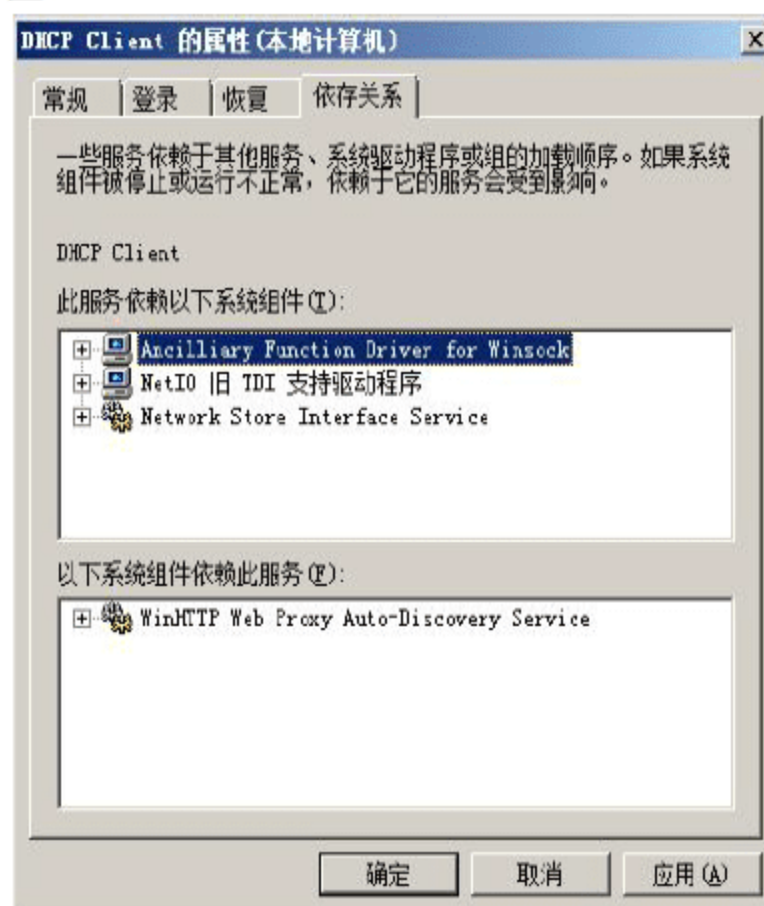 DHCP Client 的属性(本地计算机)
常规 登录 恢复 依存关系
一些服务依赖于其他服务、系统驱动程序或组的加载顺序。如果系统
组件被停止或运行不正常，依赖于它的服务会受到影响。
DHCP Client
此服务依赖以下系统组件(T):
Ancilliary Function Driver for Winsock
NetIO 旧 TDI 支持驱动程序
Network Store Interface Service
以下系统组件依赖此服务(F):
WinHTTP Web Proxy Auto-Discovery Service
确定 取消 应用(A)